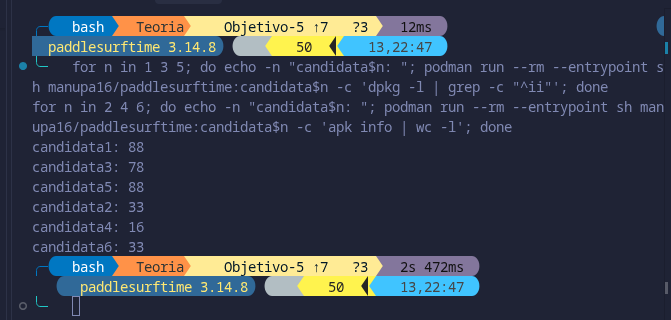 bash Teoria Objetivo-5 ↑7 ?3 12ms
paddlesurftime 3.14.8 50 13,22:47
for n in 1 3 5; do echo -n "candidata$n: "; podman run --rm --entrypoint s
h manupa16/paddlesurftime:candidata$n -c 'dpkg -l | grep -c "^ii"'; done
for n in 2 4 6; do echo -n "candidata$n: "; podman run --rm --entrypoint sh man
upa16/paddlesurftime:candidata$n -c 'apk info | wc -l'; done
candidata1: 88
candidata3: 78
candidata5: 88
candidata2: 33
candidata4: 16
candidata6: 33
bash Teoria Objetivo-5 ↑7 ?3 2s 472ms
paddlesurftime 3.14.8 50 13,22:47